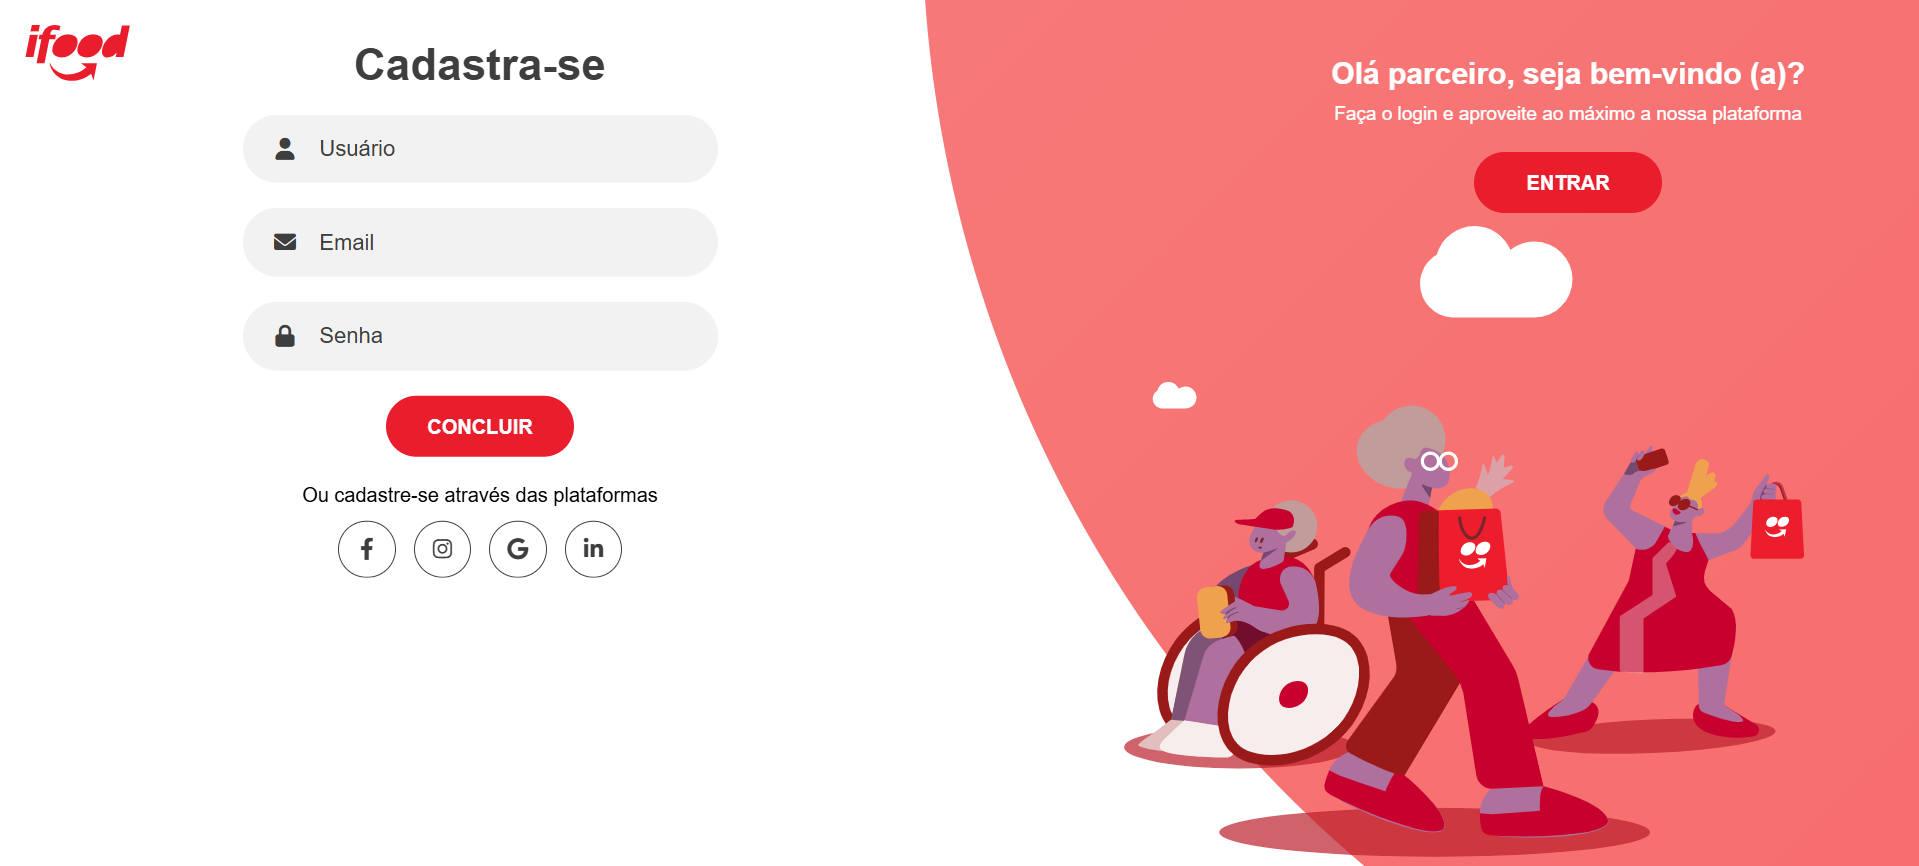 ifood
Cadastra-se
Usuário
Email
Senha
CONCLUIR
Ou cadastre-se através das plataformas
Olá parceiro, seja bem-vindo (a)?
Faça o login e aproveite ao máximo a nossa plataforma
ENTRAR